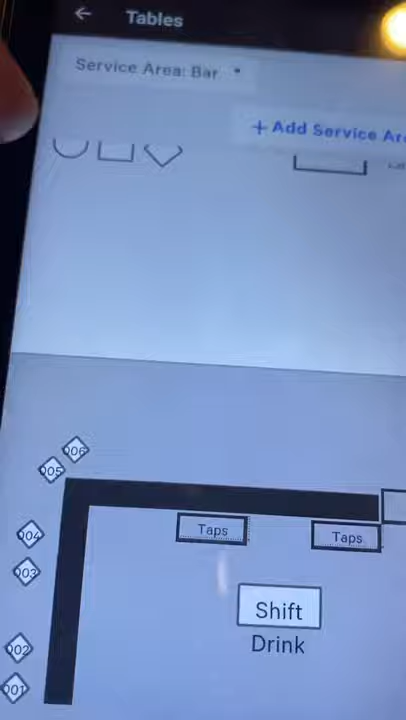 Tables
Service Area: Bar
+ Add Service Ar
006
005
Taps
004
Taps
003
Shift
Drink
002
001